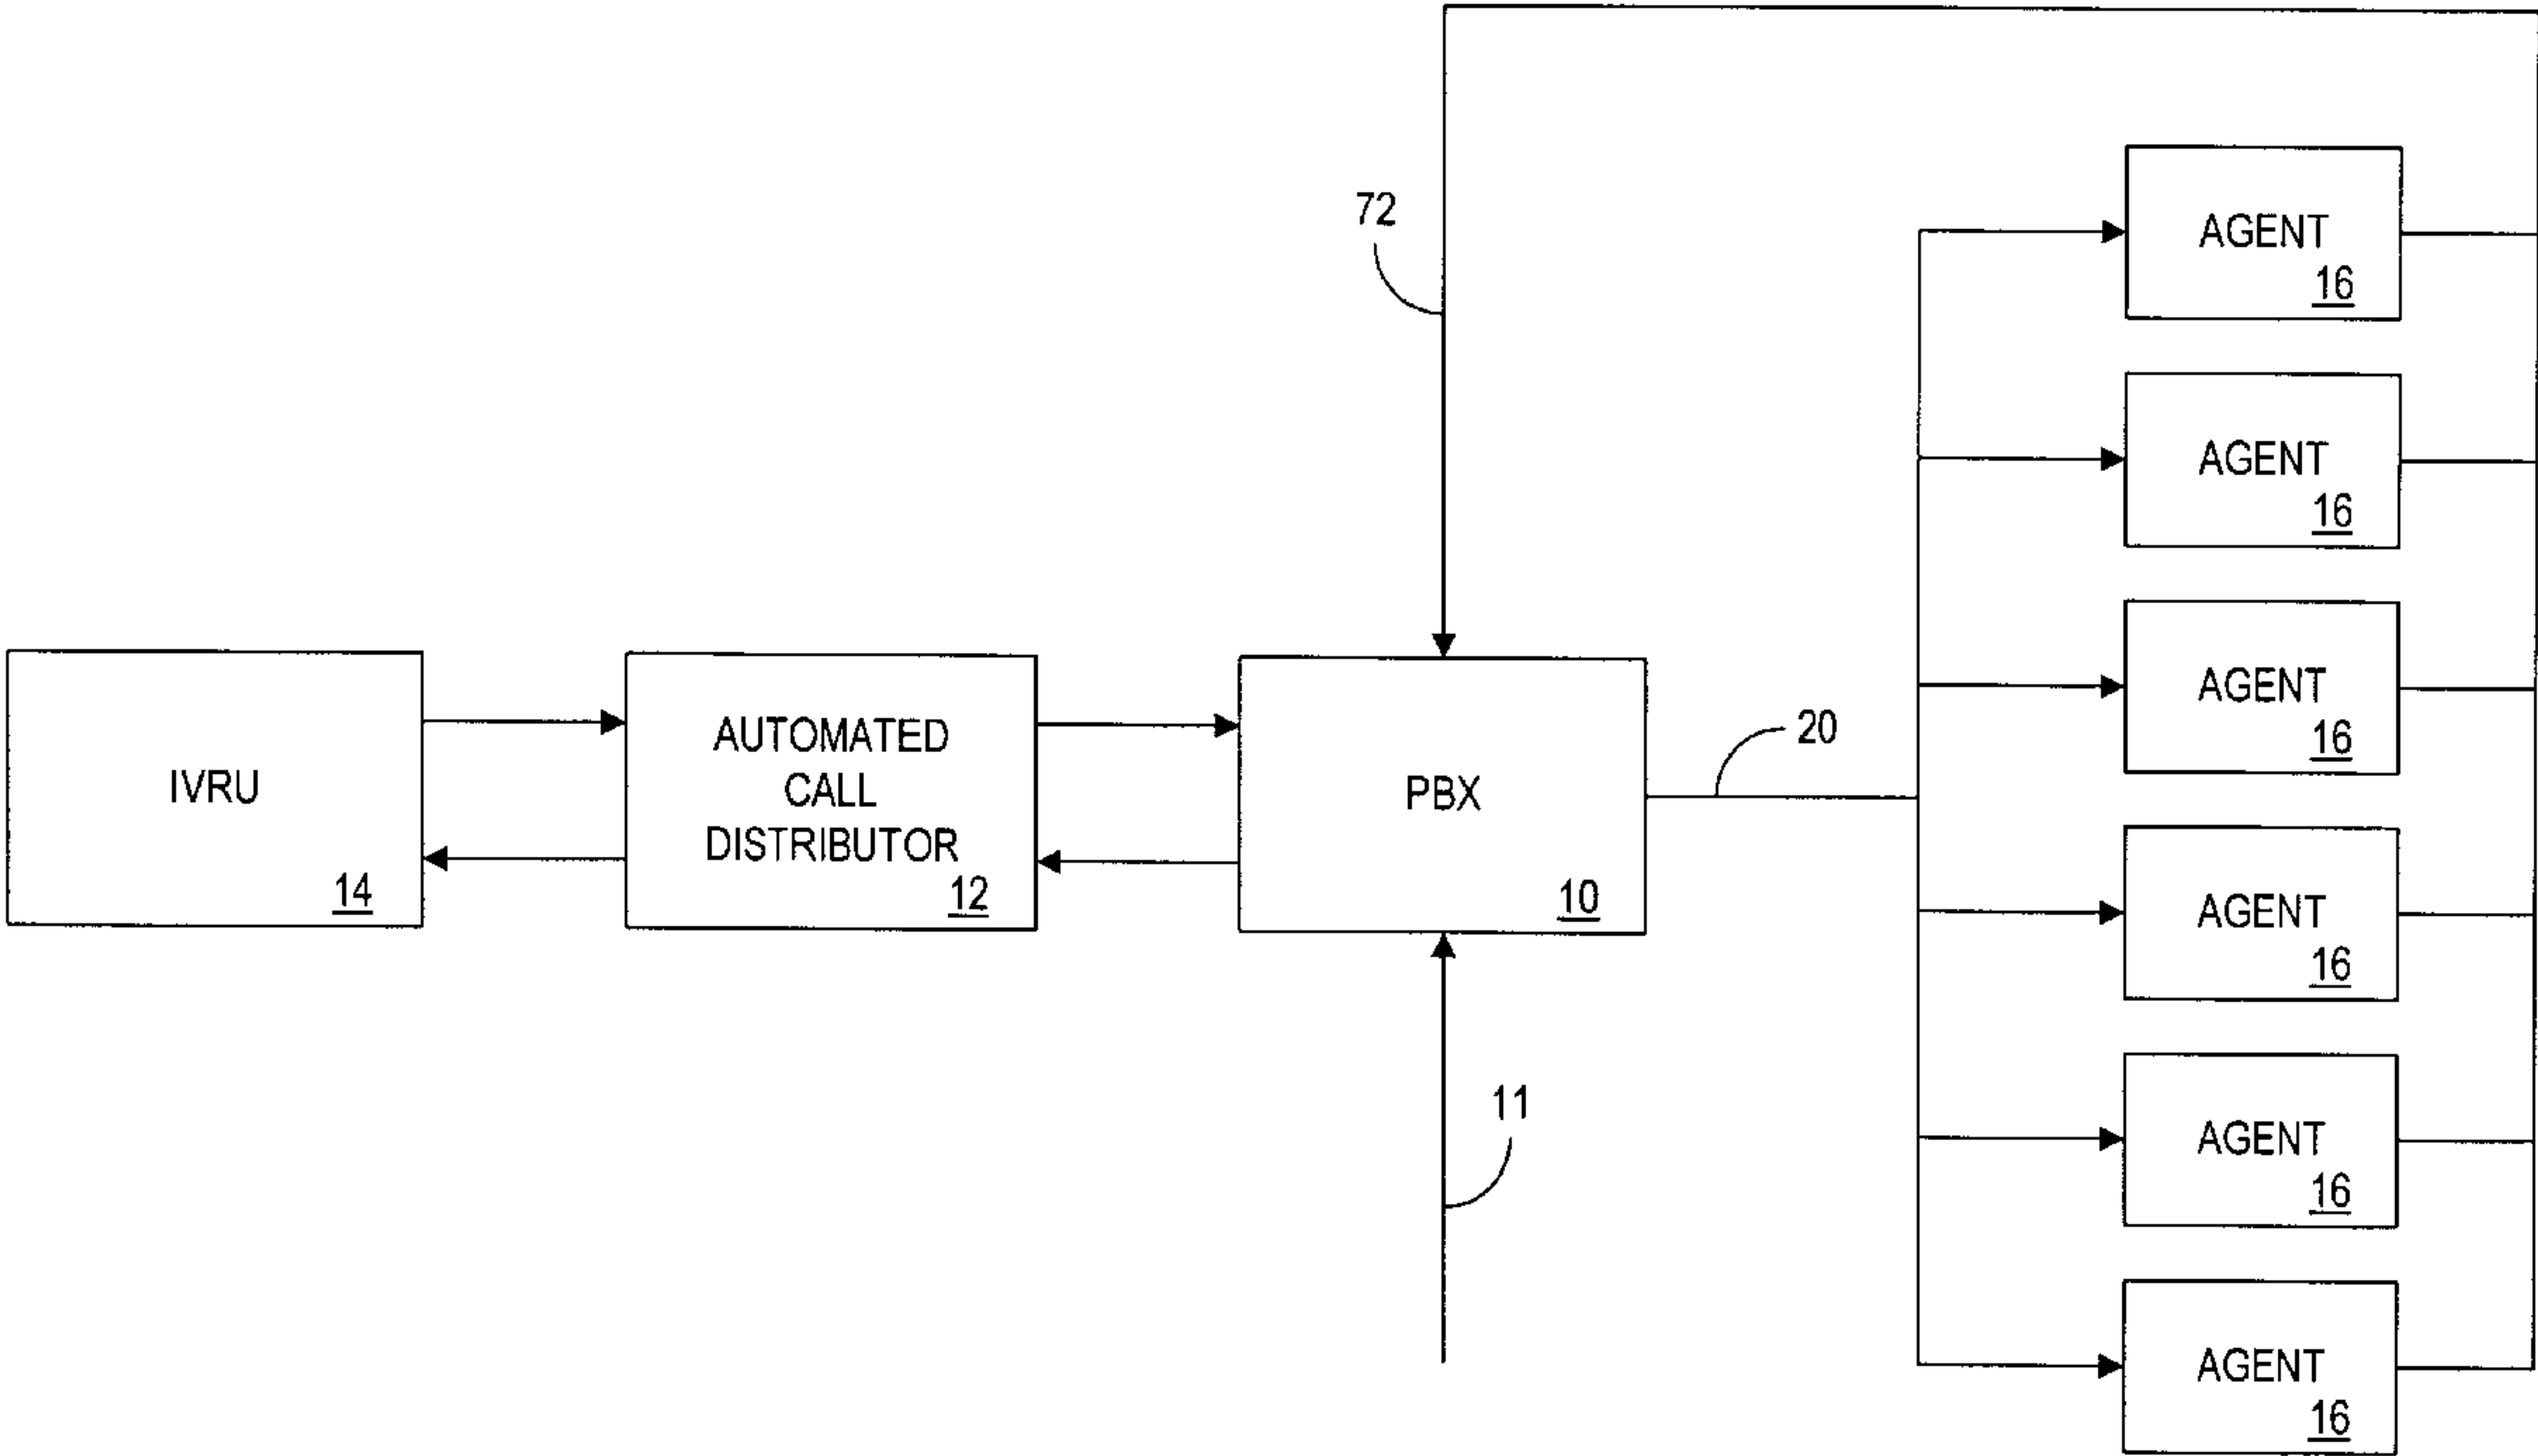 72
AGENT
16
AGENT
16
AGENT
16
IVRU
14
AUTOMATED
CALL
DISTRIBUTOR
12
PBX
10
20
AGENT
16
11
AGENT
16
AGENT
16